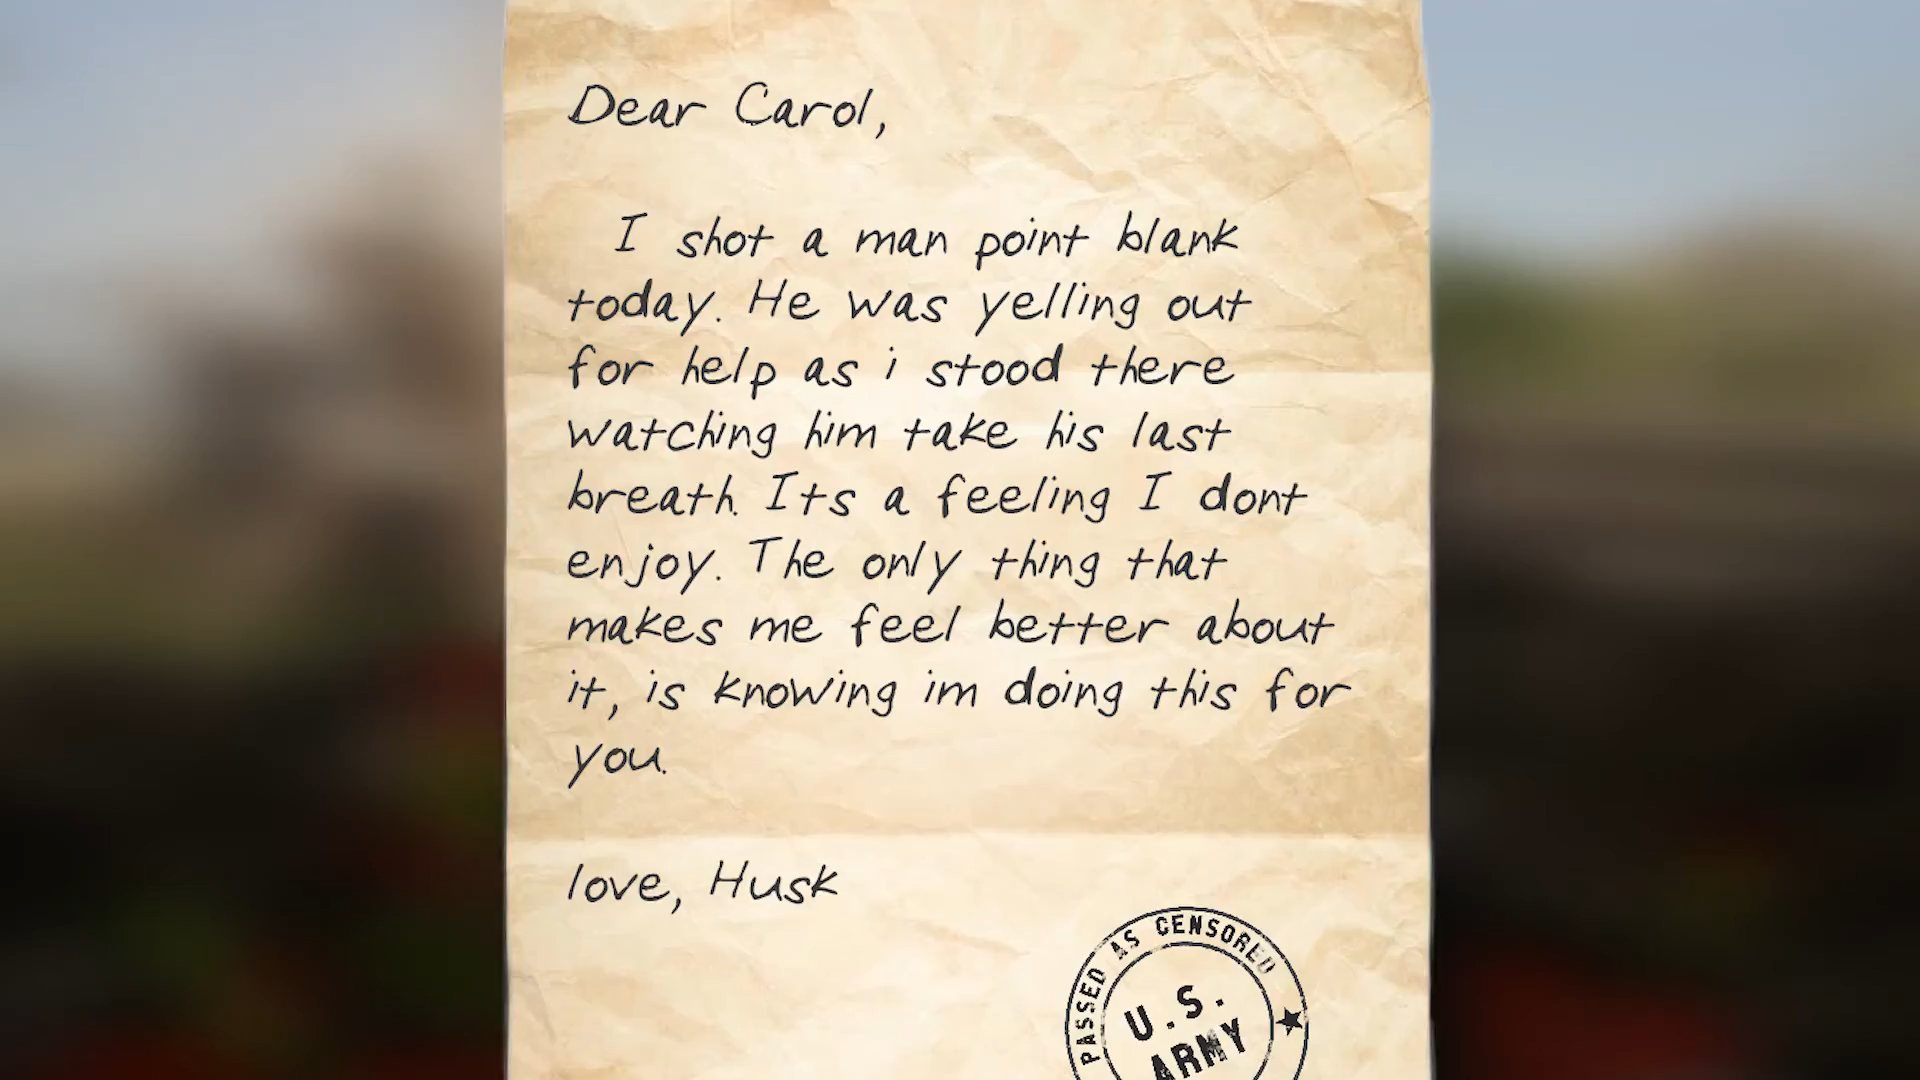 Dear Carol,
I shot a man point blank
today. He was yelling out
for help as i stood there
watching him take his last
breath. Its a feeling I dont
enjoy. The only thing that
makes me feel better about
it, is knowing im doing this for
you.
love, Husk
PASSED AS CENSORED
U.S.
ARMY